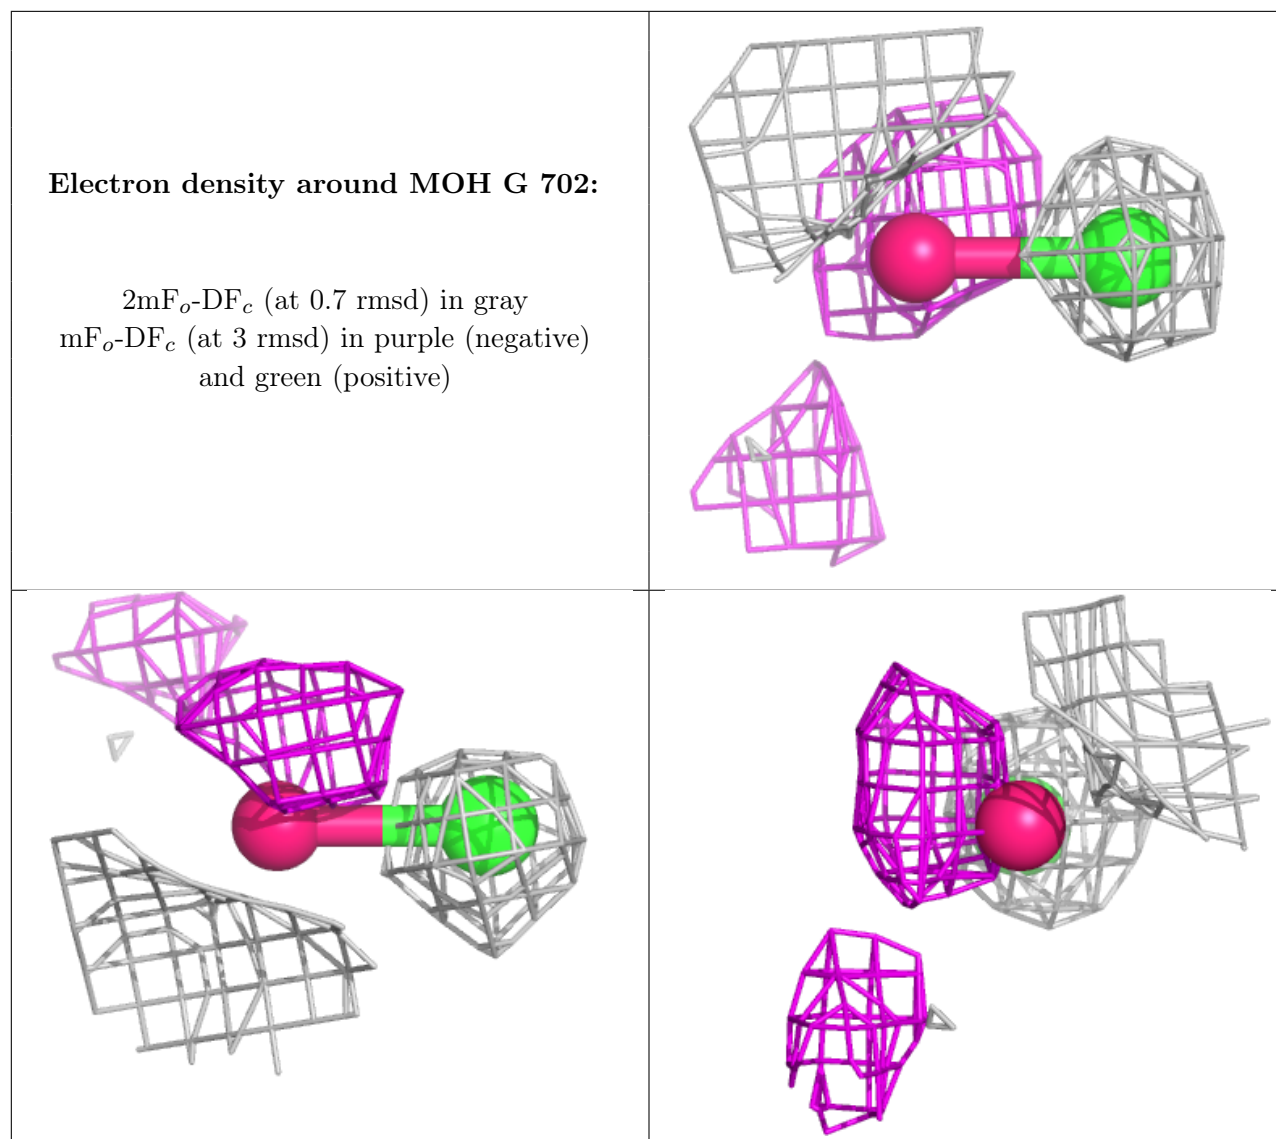 Electron density around MOH G 702:
2mFo-DFc (at 0.7 rmsd) in gray
mFo-DFc (at 3 rmsd) in purple (negative)
and green (positive)